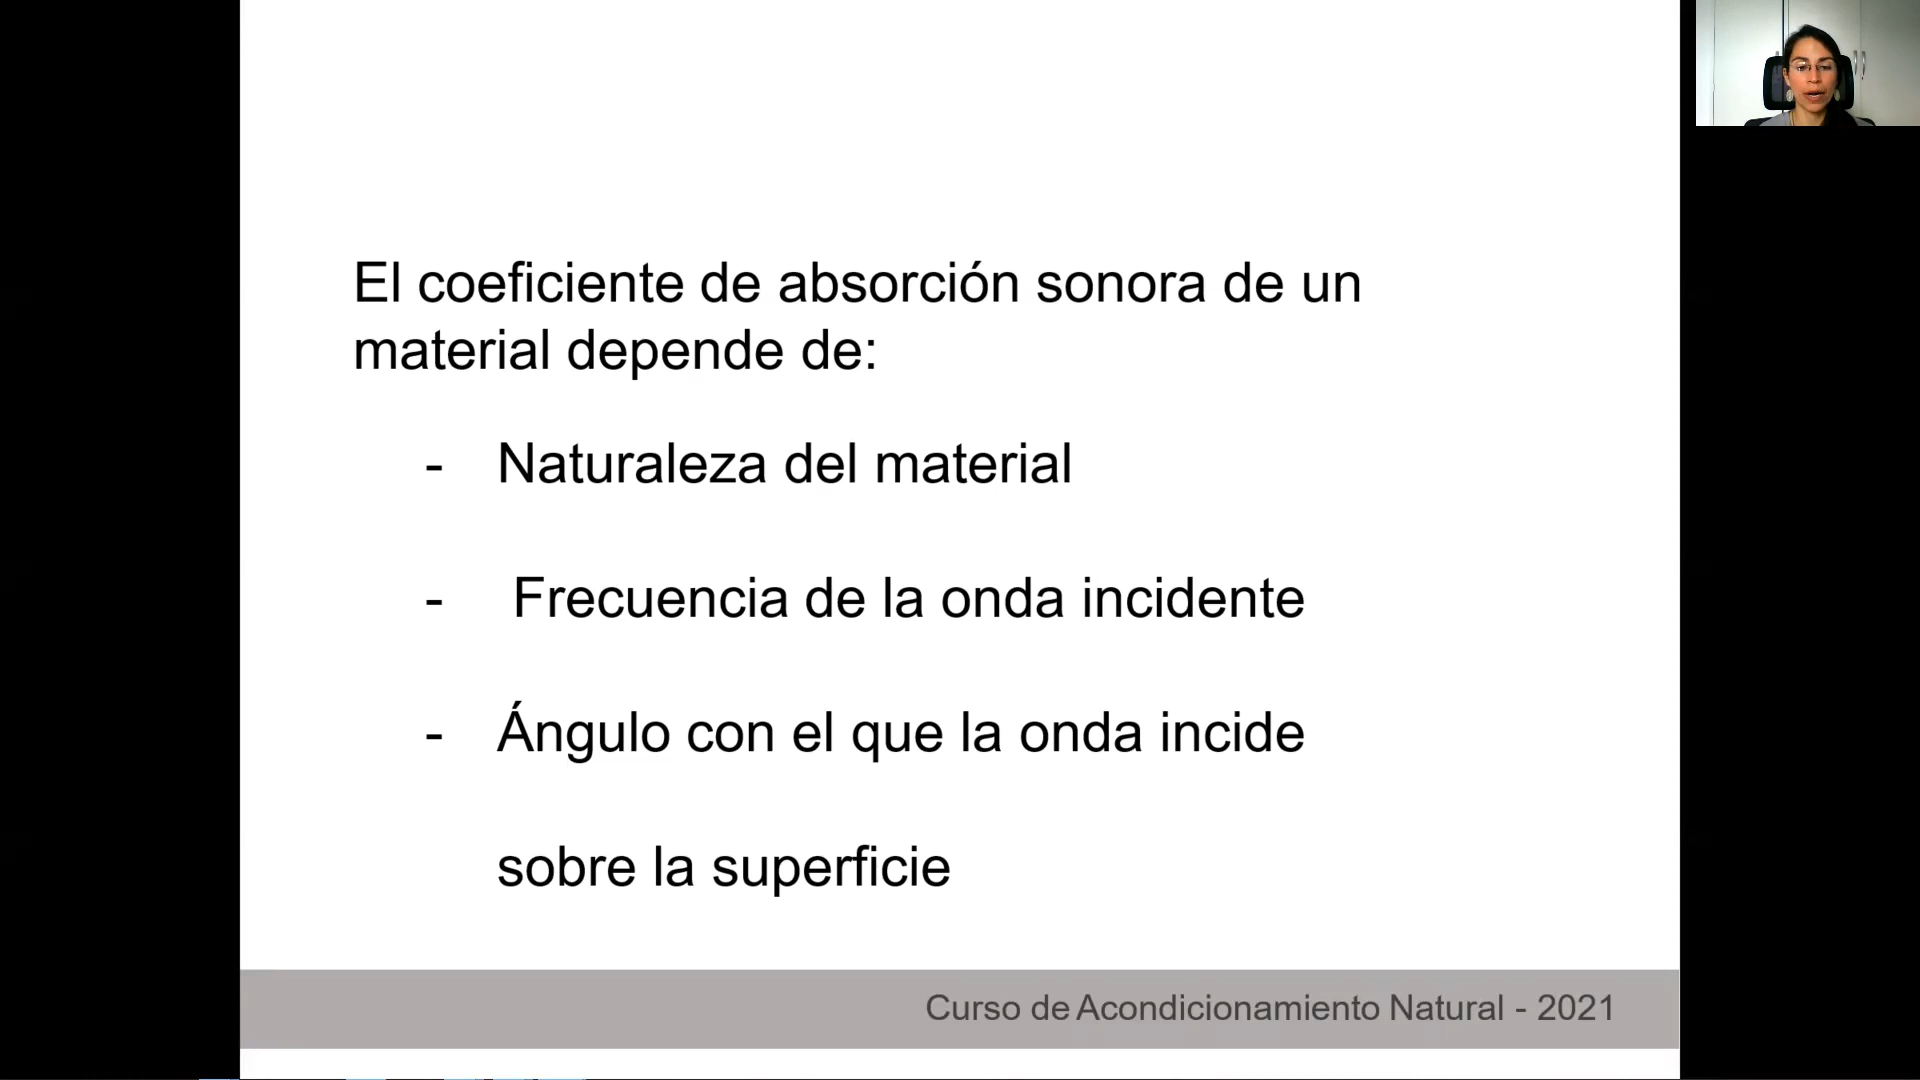 El coeficiente de absorción sonora de un
material depende de:
- Naturaleza del material
- Frecuencia de la onda incidente
- Ángulo con el que la onda incide
sobre la superficie
Curso de Acondicionamiento Natural - 2021